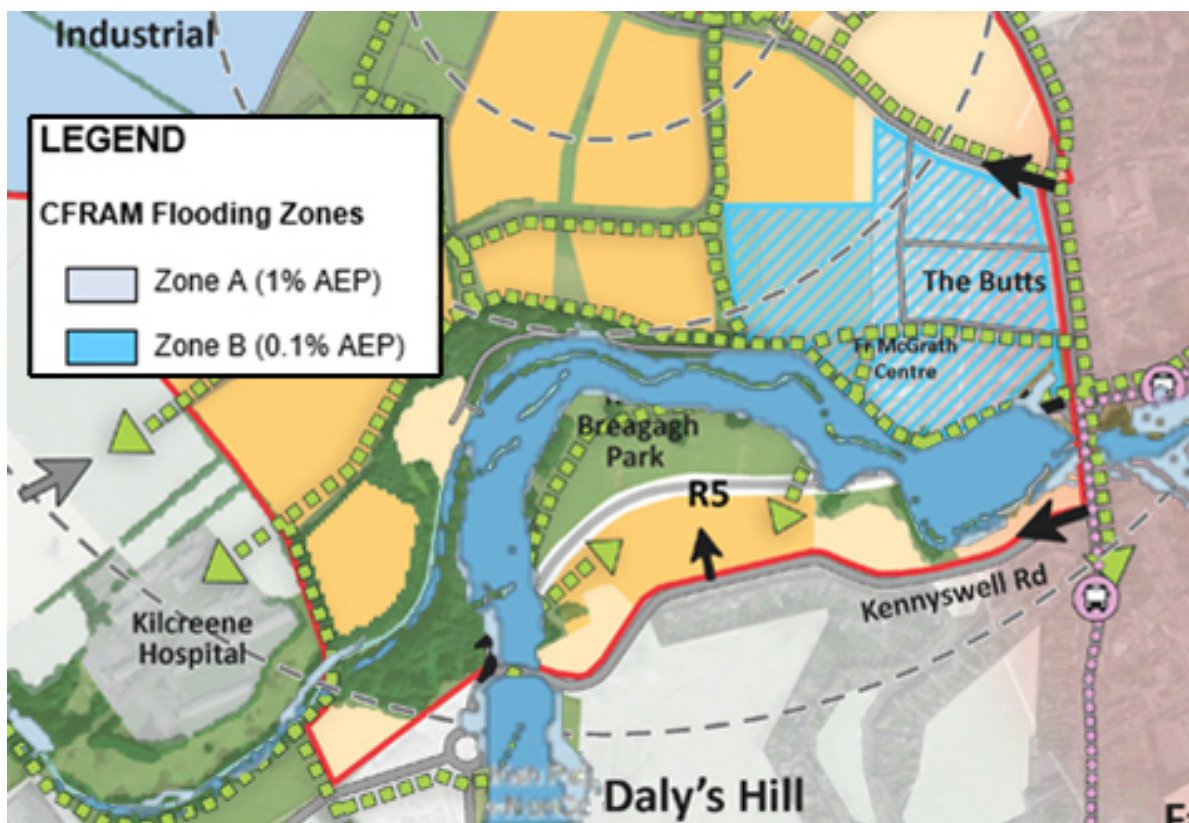 Industrial
LEGEND
CFRAM Flooding Zones
Zone A (1% AEP)
Zone B (0.1% AEP)
The Butts
Fr McGrath
Centre
Breagagh
Park
R5
Kennyswell Rd
Kilcreene
Hospital
Daly's Hill